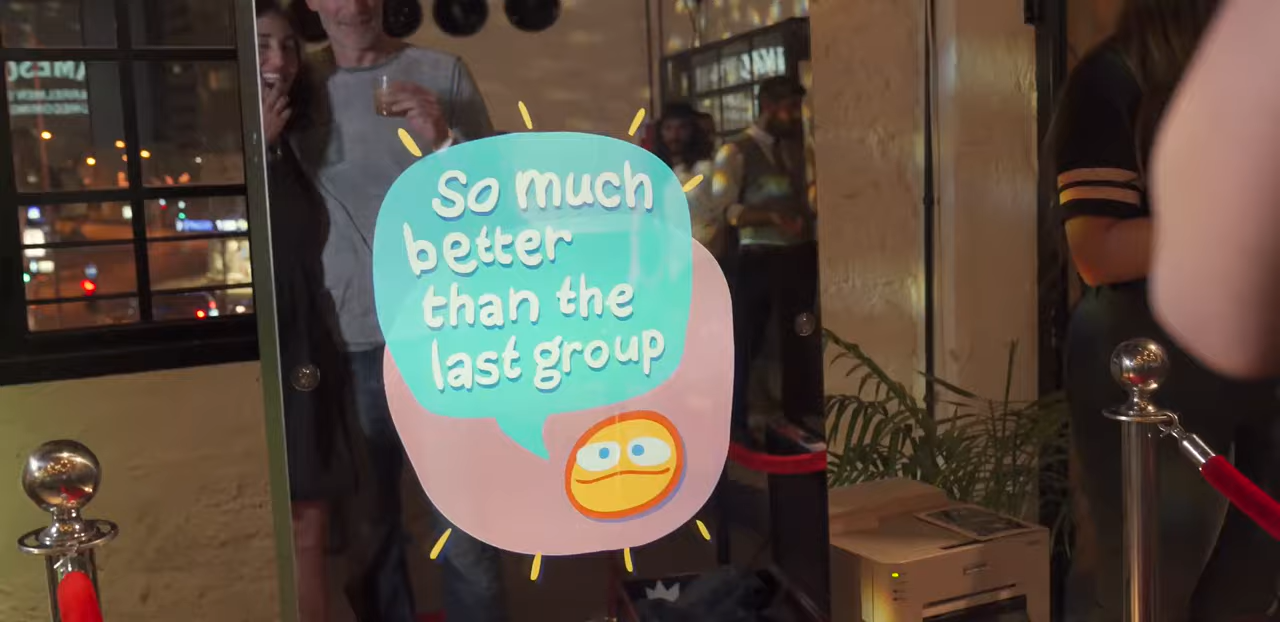 So much
better
than the
last group